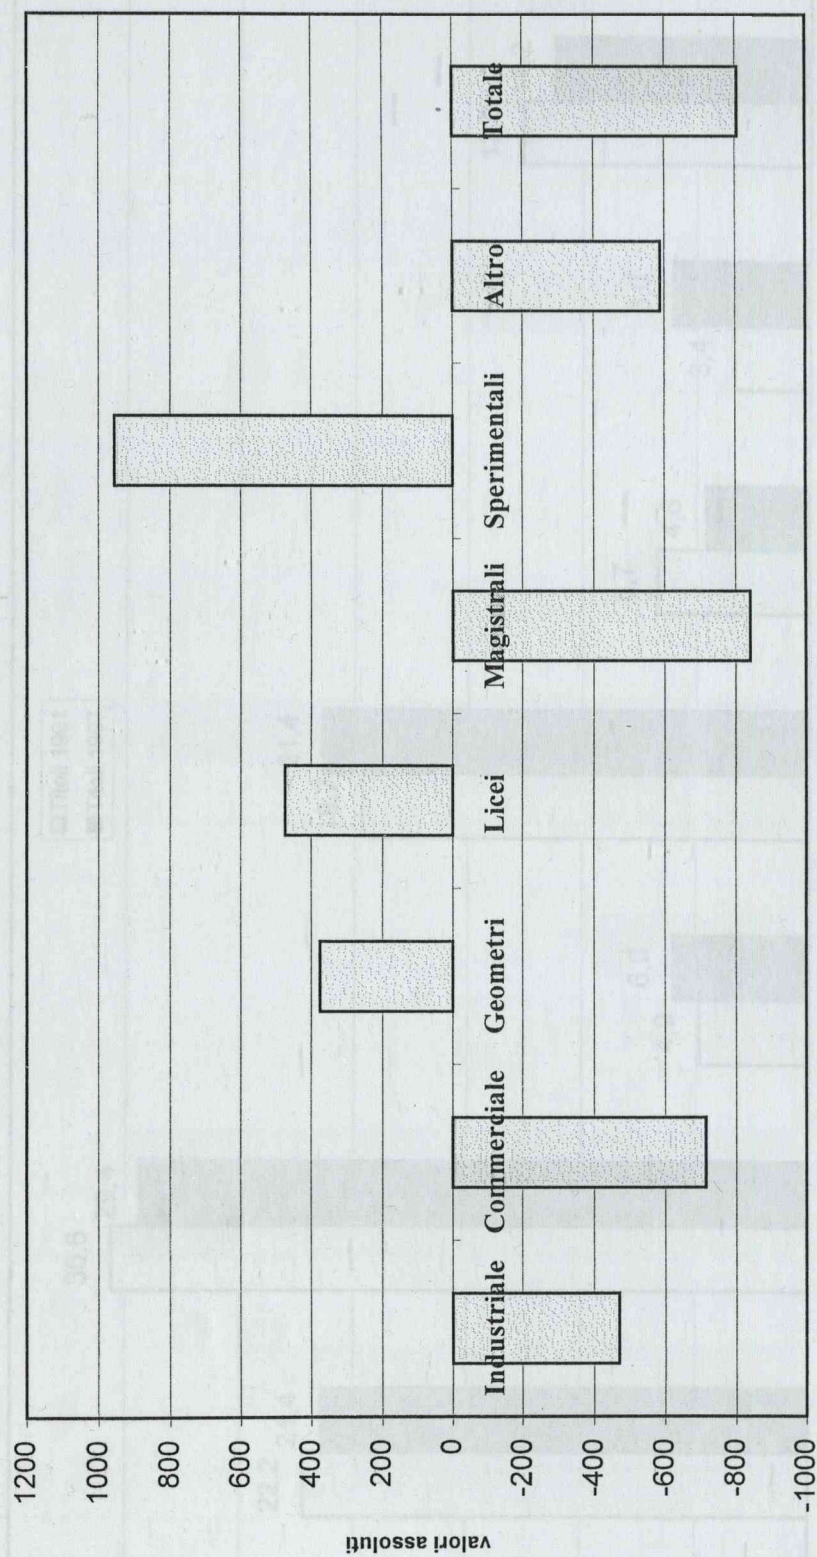 1200
1000
800
600
400
200
0
-200
-400
-600
-800
-1000
valori assoluti
Industriale
Commerciale
Geometri
Licei
Magistrali
Sperimentali
Altro
Totale